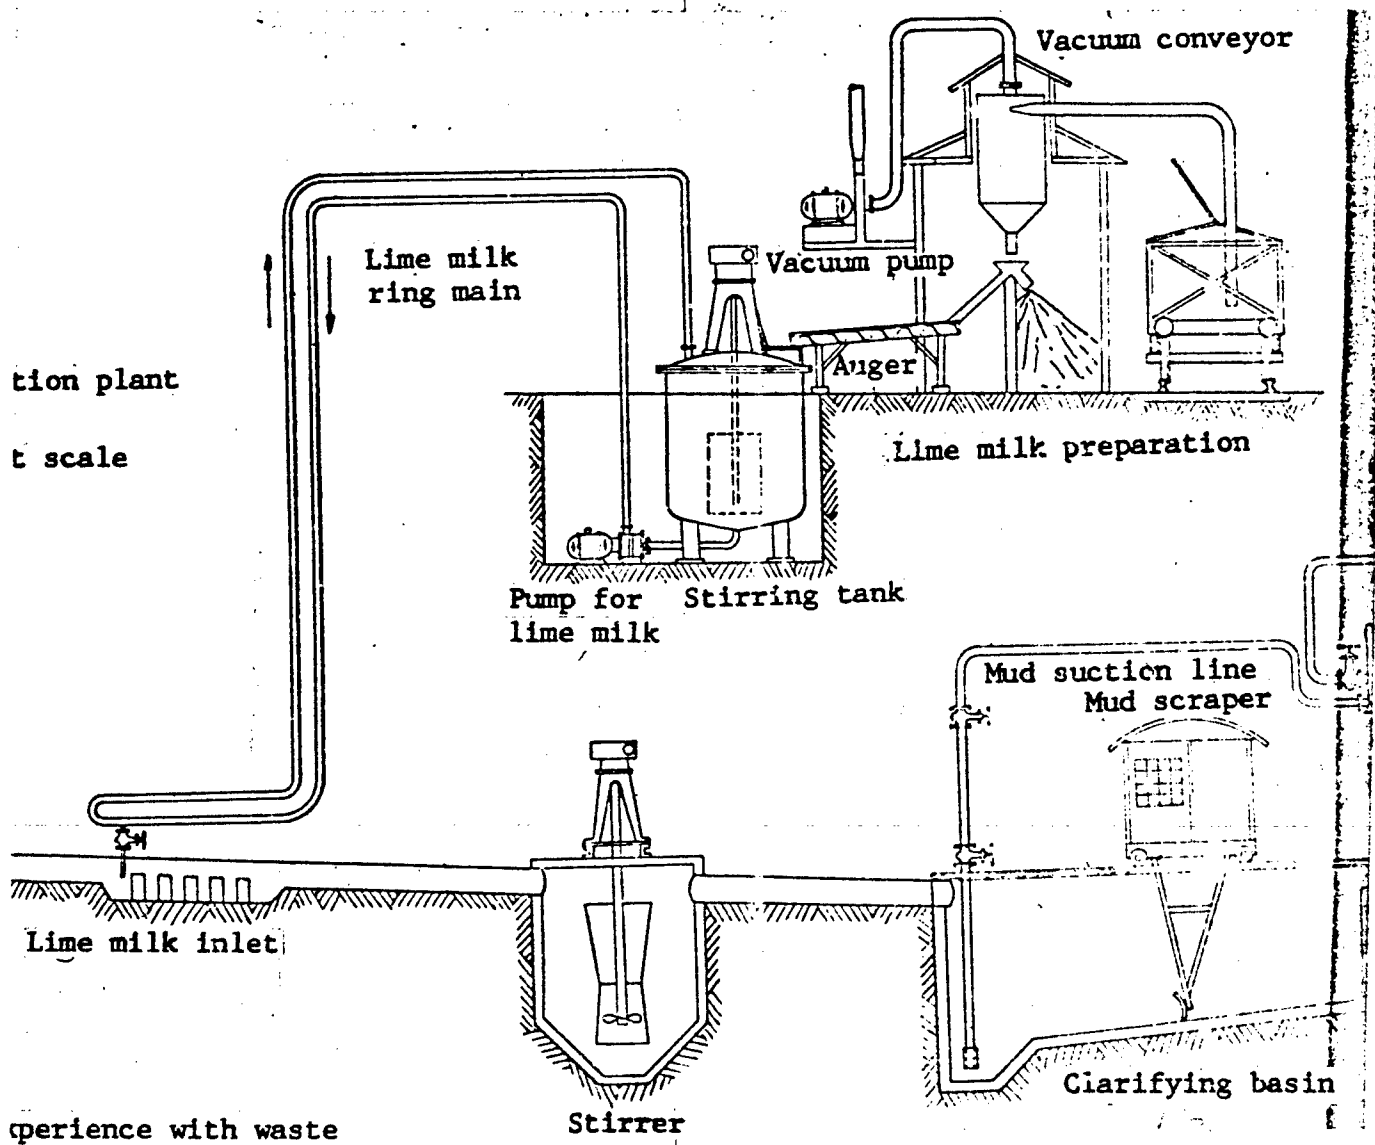 Vacuum conveyor
Lime milk
ring main
Vacuum pump
Auger
tion plant
t scale
Lime milk preparation
Pump for
lime milk
Stirring tank
Mud suction line
Mud scraper
Lime milk inlet
Clarifying basin
Stirrer
perience with waste